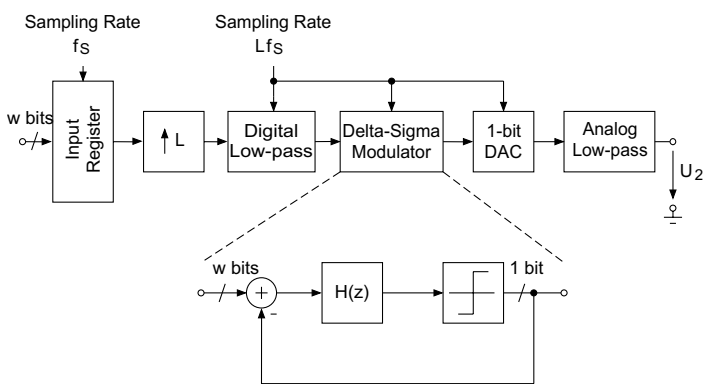 Sampling Rate
fS
Sampling Rate
LfS
w bits
Input
Register
L
Digital
Low-pass
Delta-Sigma
Modulator
1-bit
DAC
Analog
Low-pass
U2
w bits
+
-
H(z)
1 bit